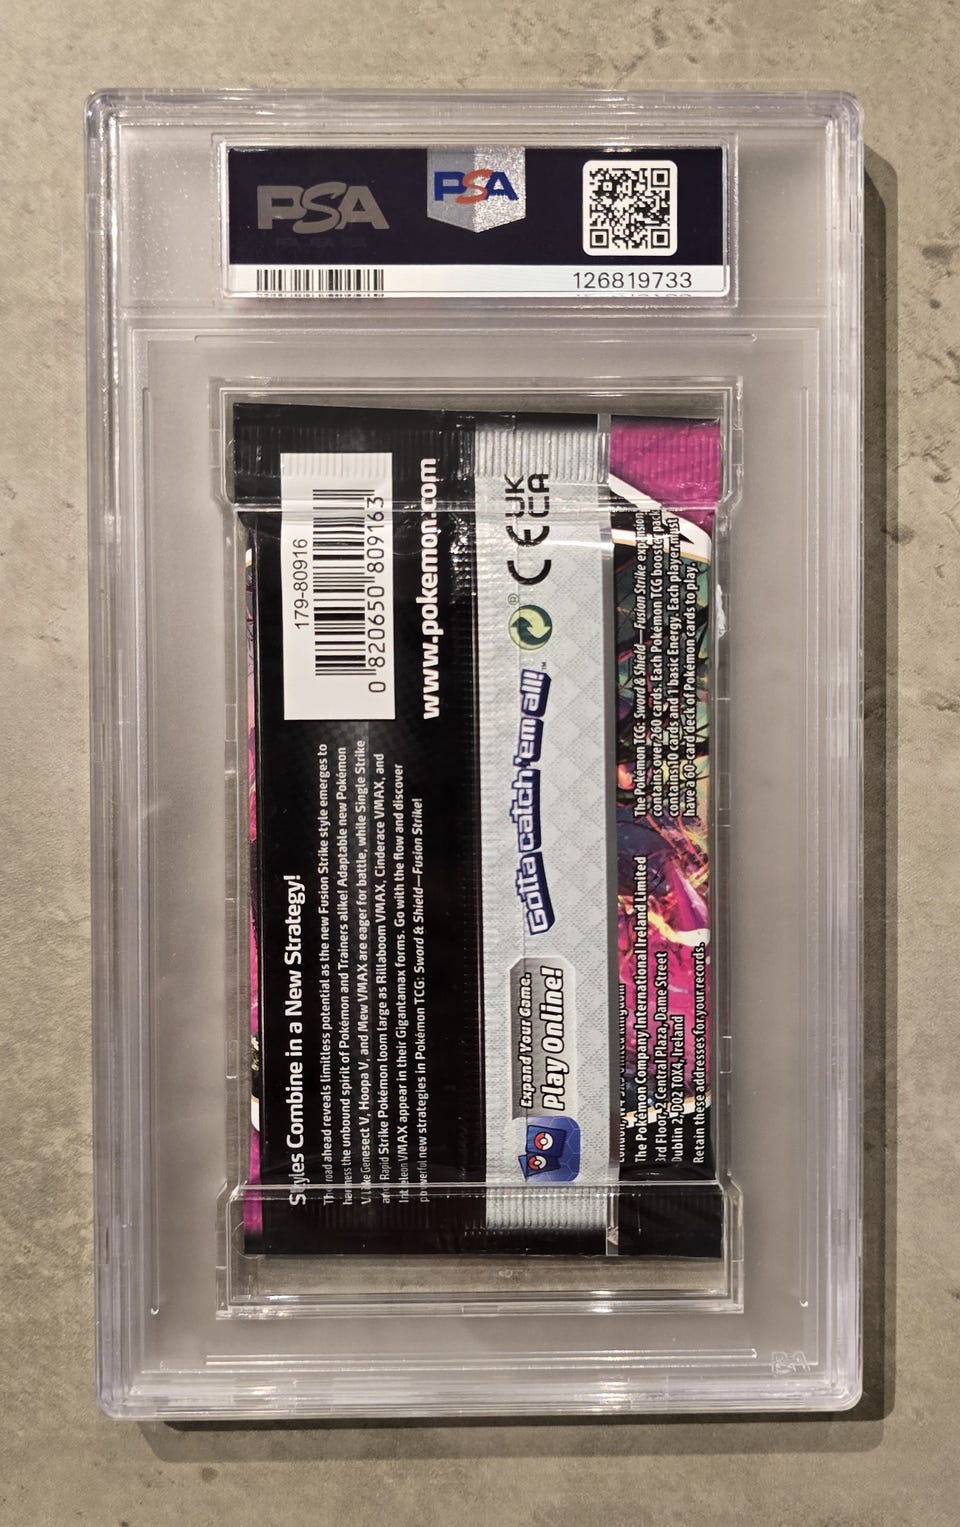 PSA
PSA
126819733
179-80916
0 820650 809163
www.pokemon.com
Styles Combine in a New Strategy!
The road ahead reveals limitless potential as the new Fusion Strike style emerges to
harness the unbound spirit of Pokémon and Trainers alike! Adaptable new Pokémon
V like Genesect V, Hoopa V, and Mew VMAX are eager for battle, while Single Strike
and Rapid Strike Pokémon loom large as Rillaboom VMAX, Cinderace VMAX, and
Inteleon VMAX appear in their Gigantamax forms. Go with the flow and discover
powerful new strategies in Pokémon TCG: Sword & Shield—Fusion Strike!
CE UK
CA
Gotta catch 'em all!™
Expand Your Game.
Play Online!
The Pokémon TCG: Sword & Shield—Fusion Strike expansion
contains over 260 cards. Each Pokémon TCG booster pack
contains 10 cards and 1 basic Energy. Each player must
have a 60-card deck of Pokémon cards to play.
The Pokémon Company International Ireland Limited
3rd Floor, 2 Central Plaza, Dame Street
Dublin 2, D02 T0X4, Ireland
Retain these addresses for your records.